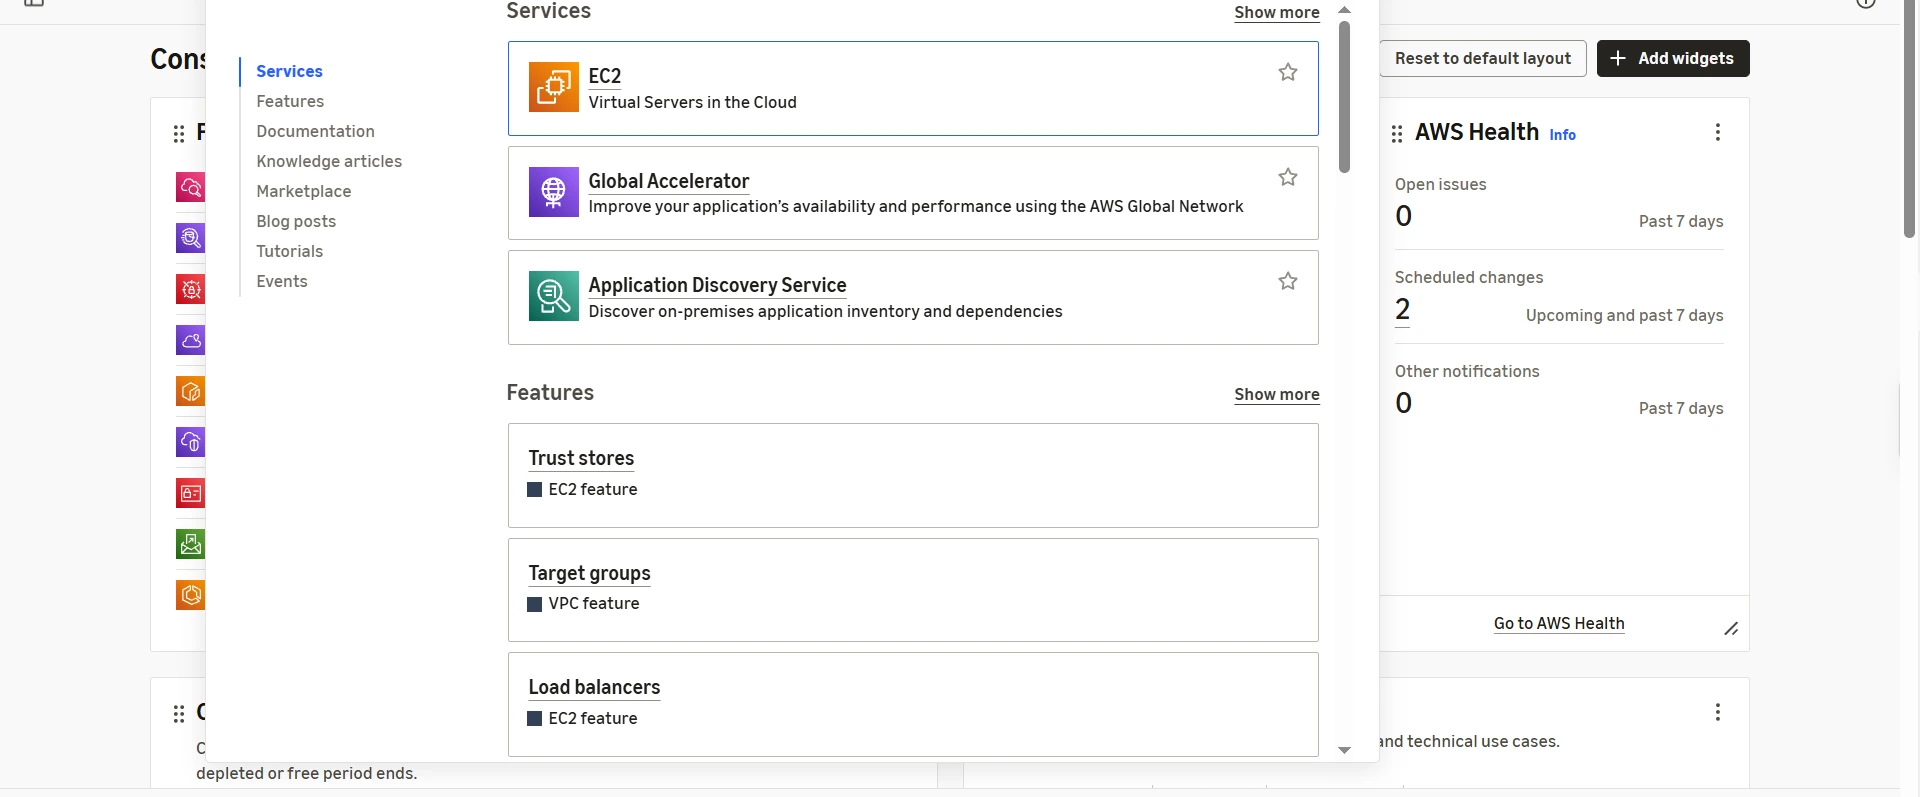 Services
Show more
Cons
Reset to default layout
Add widgets
Services
Features
Documentation
Knowledge articles
Marketplace
Blog posts
Tutorials
Events
EC2
Virtual Servers in the Cloud
Global Accelerator
Improve your application's availability and performance using the AWS Global Network
Application Discovery Service
Discover on-premises application inventory and dependencies
Features
Show more
Trust stores
EC2 feature
Target groups
VPC feature
Load balancers
EC2 feature
AWS Health Info
Open issues
0
Past 7 days
Scheduled changes
2
Upcoming and past 7 days
Other notifications
0
Past 7 days
Go to AWS Health
depleted or free period ends.
and technical use cases.